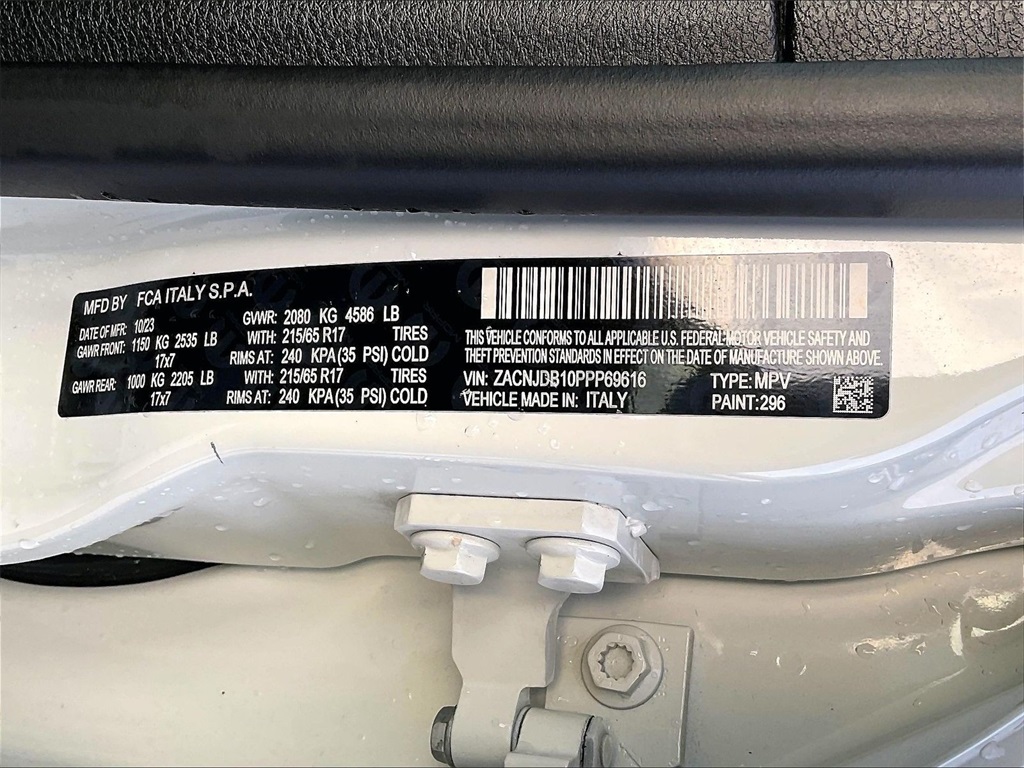 MFD BY FCA ITALY S.P.A.
DATE OF MFR: 10/23 GVWR: 2080 KG 4586 LB
GAWR FRONT: 1150 KG 2535 LB WITH: 215/65 R17 TIRES
17x7 RIMS AT: 240 KPA(35 PSI) COLD
GAWR REAR: 1000 KG 2205 LB WITH: 215/65 R17 TIRES
17x7 RIMS AT: 240 KPA(35 PSI) COLD
THIS VEHICLE CONFORMS TO ALL APPLICABLE U.S. FEDERAL MOTOR VEHICLE SAFETY AND
THEFT PREVENTION STANDARDS IN EFFECT ON THE DATE OF MANUFACTURE SHOWN ABOVE.
VIN: ZACNJDB10PPP69616 TYPE: MPV
VEHICLE MADE IN: ITALY PAINT: 296